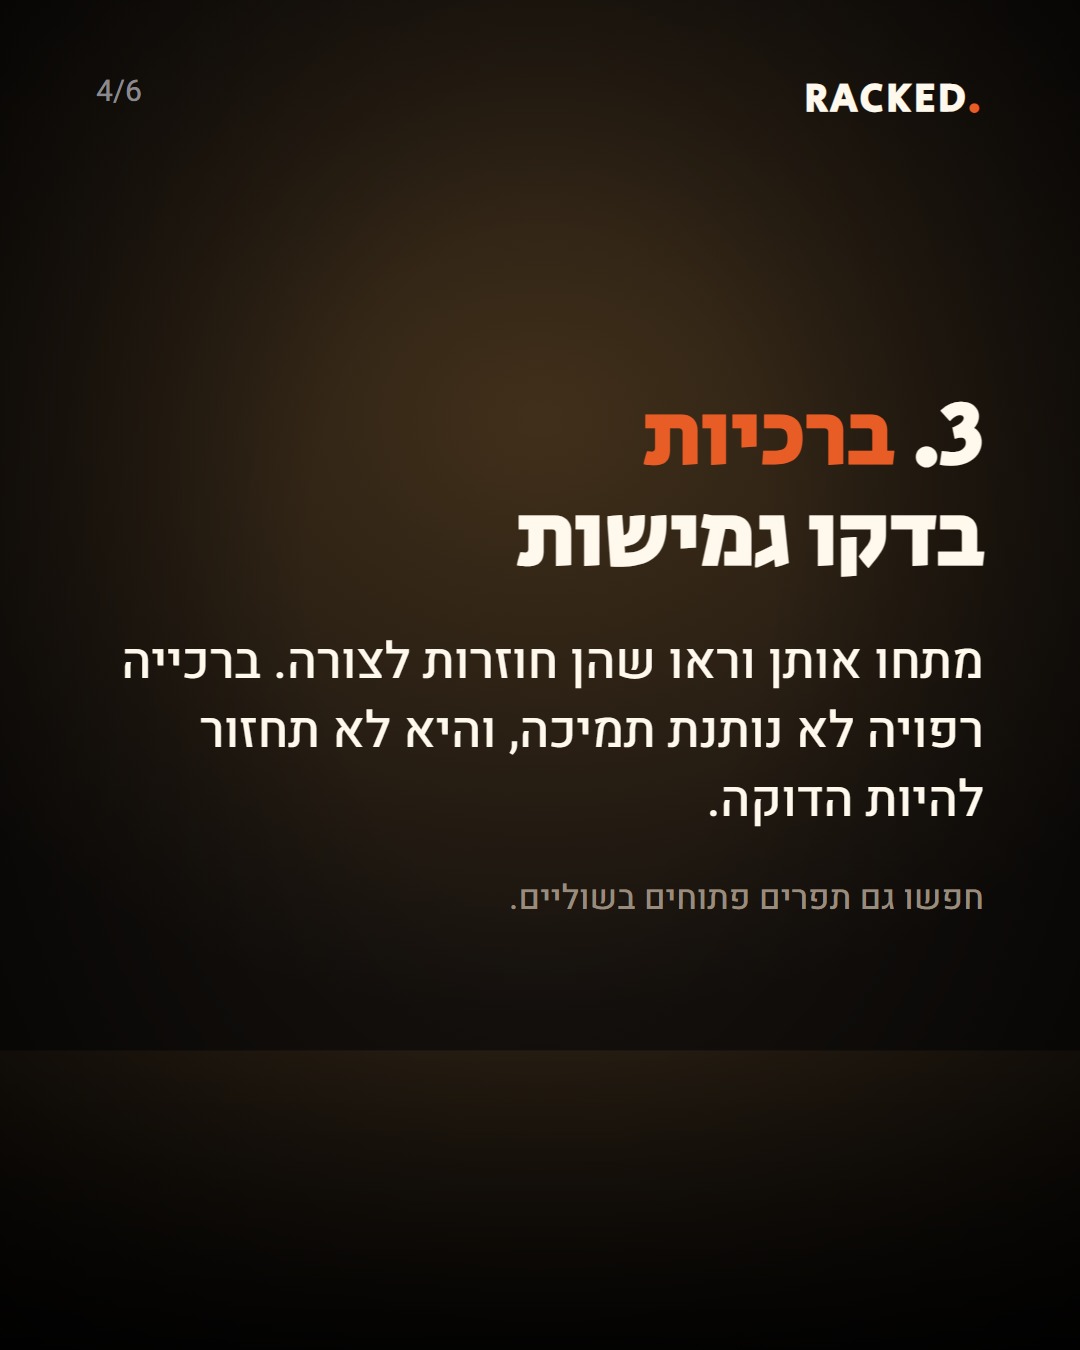 RACKED.
4/6
3. ברכיות
בדקו גמישות
מתחו אותן וראו שהן חוזרות לצורה. ברכייה
רפויה לא נותנת תמיכה, והיא לא תחזור
להיות הדוקה.
חפשו גם תפרים פתוחים בשוליים.